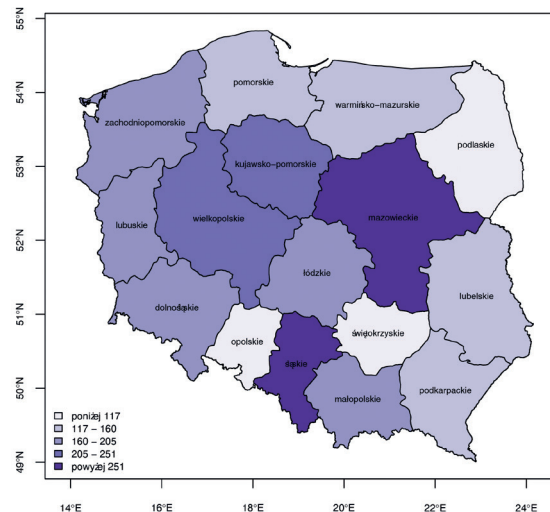 55°N
54°N
53°N
52°N
51°N
50°N
49°N
pomorskie
warmińsko-mazurskie
zachodniopomorskie
podlaskie
kujawsko-pomorskie
mazowieckie
wielkopolskie
lubuskie
łódzkie
lubelskie
dolnośląskie
świętokrzyskie
opolskie
śląskie
podkarpackie
małopolskie
poniżej 117
117 – 160
160 – 205
205 – 251
powyżej 251
14°E 16°E 18°E 20°E 22°E 24°E